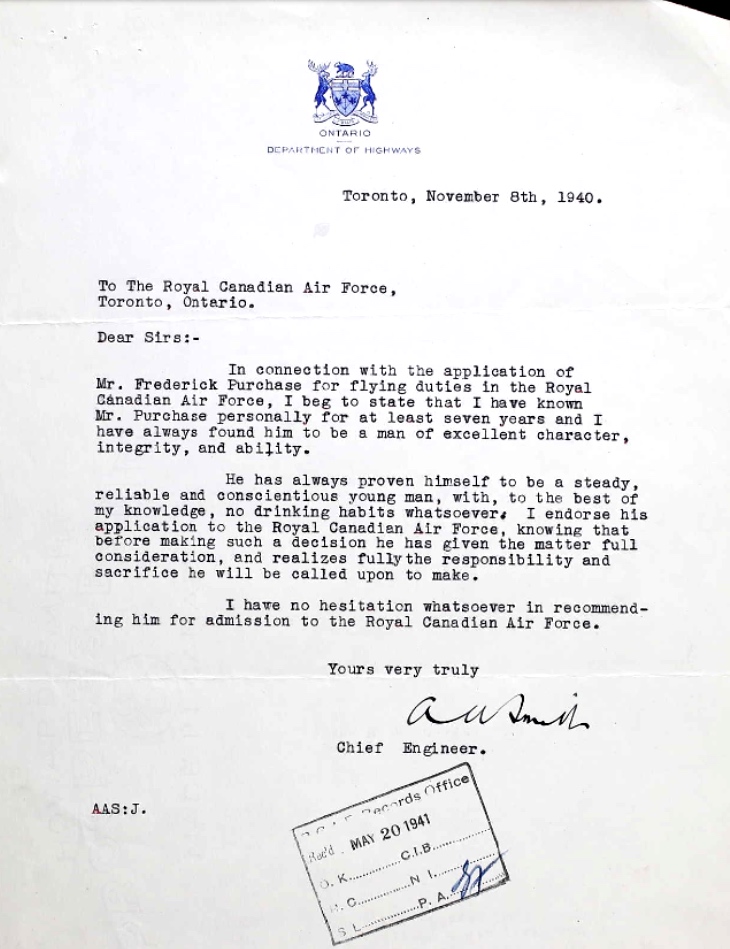 ONTARIO
DEPARTMENT OF HIGHWAYS
Toronto, November 8th, 1940.
To The Royal Canadian Air Force,
Toronto, Ontario.
Dear Sirs:-
In connection with the application of
Mr. Frederick Purchase for flying duties in the Royal
Canadian Air Force, I beg to state that I have known
Mr. Purchase personally for at least seven years and I
have always found him to be a man of excellent character,
integrity, and ability.
He has always proven himself to be a steady,
reliable and conscientious young man, with, to the best of
my knowledge, no drinking habits whatsoever. I endorse his
application to the Royal Canadian Air Force, knowing that
before making such a decision he has given the matter full
consideration, and realizes fully the responsibility and
sacrifice he will be called upon to make.
I have no hesitation whatsoever in recommend-
ing him for admission to the Royal Canadian Air Force.
Yours very truly
A A Smith
Chief Engineer.
AAS:J.
Records Office
Rec'd. MAY 20 1941
O. K. C.I.B.
H. C. N I.
S L. P. A.